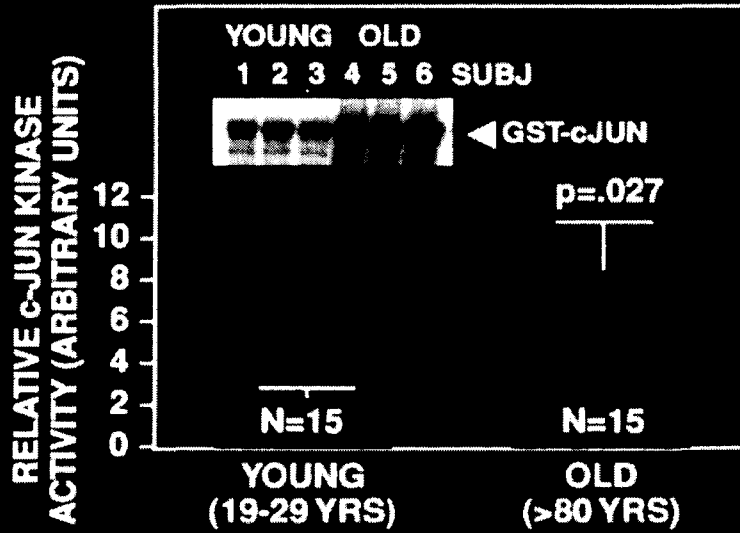 YOUNG OLD
1 2 3 4 5 6 SUBJ
GST-cJUN
p=.027
RELATIVE c-JUN KINASE
ACTIVITY (ARBITRARY UNITS)
12
10
8
6
4
2
0
N=15 N=15
YOUNG OLD
(19-29 YRS) (>80 YRS)